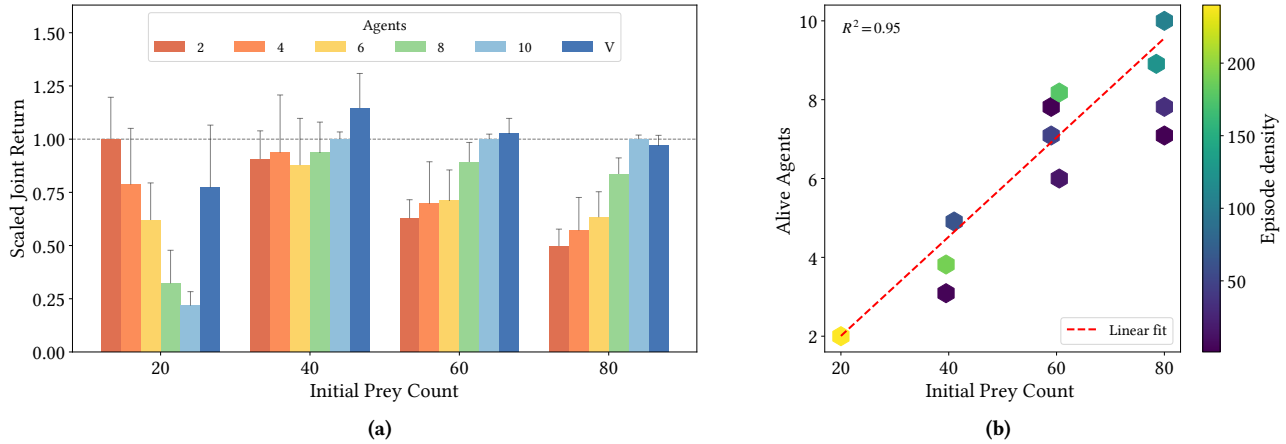 Agents
2 4 6 8 10 V
Scaled Joint Return
1.50
1.25
1.00
0.75
0.50
0.25
0.00
20 40 60 80
Initial Prey Count
(a)
R² = 0.95
Alive Agents
10
8
6
4
2
Linear fit
20 40 60 80
Initial Prey Count
(b)
200
150
100
50
Episode density